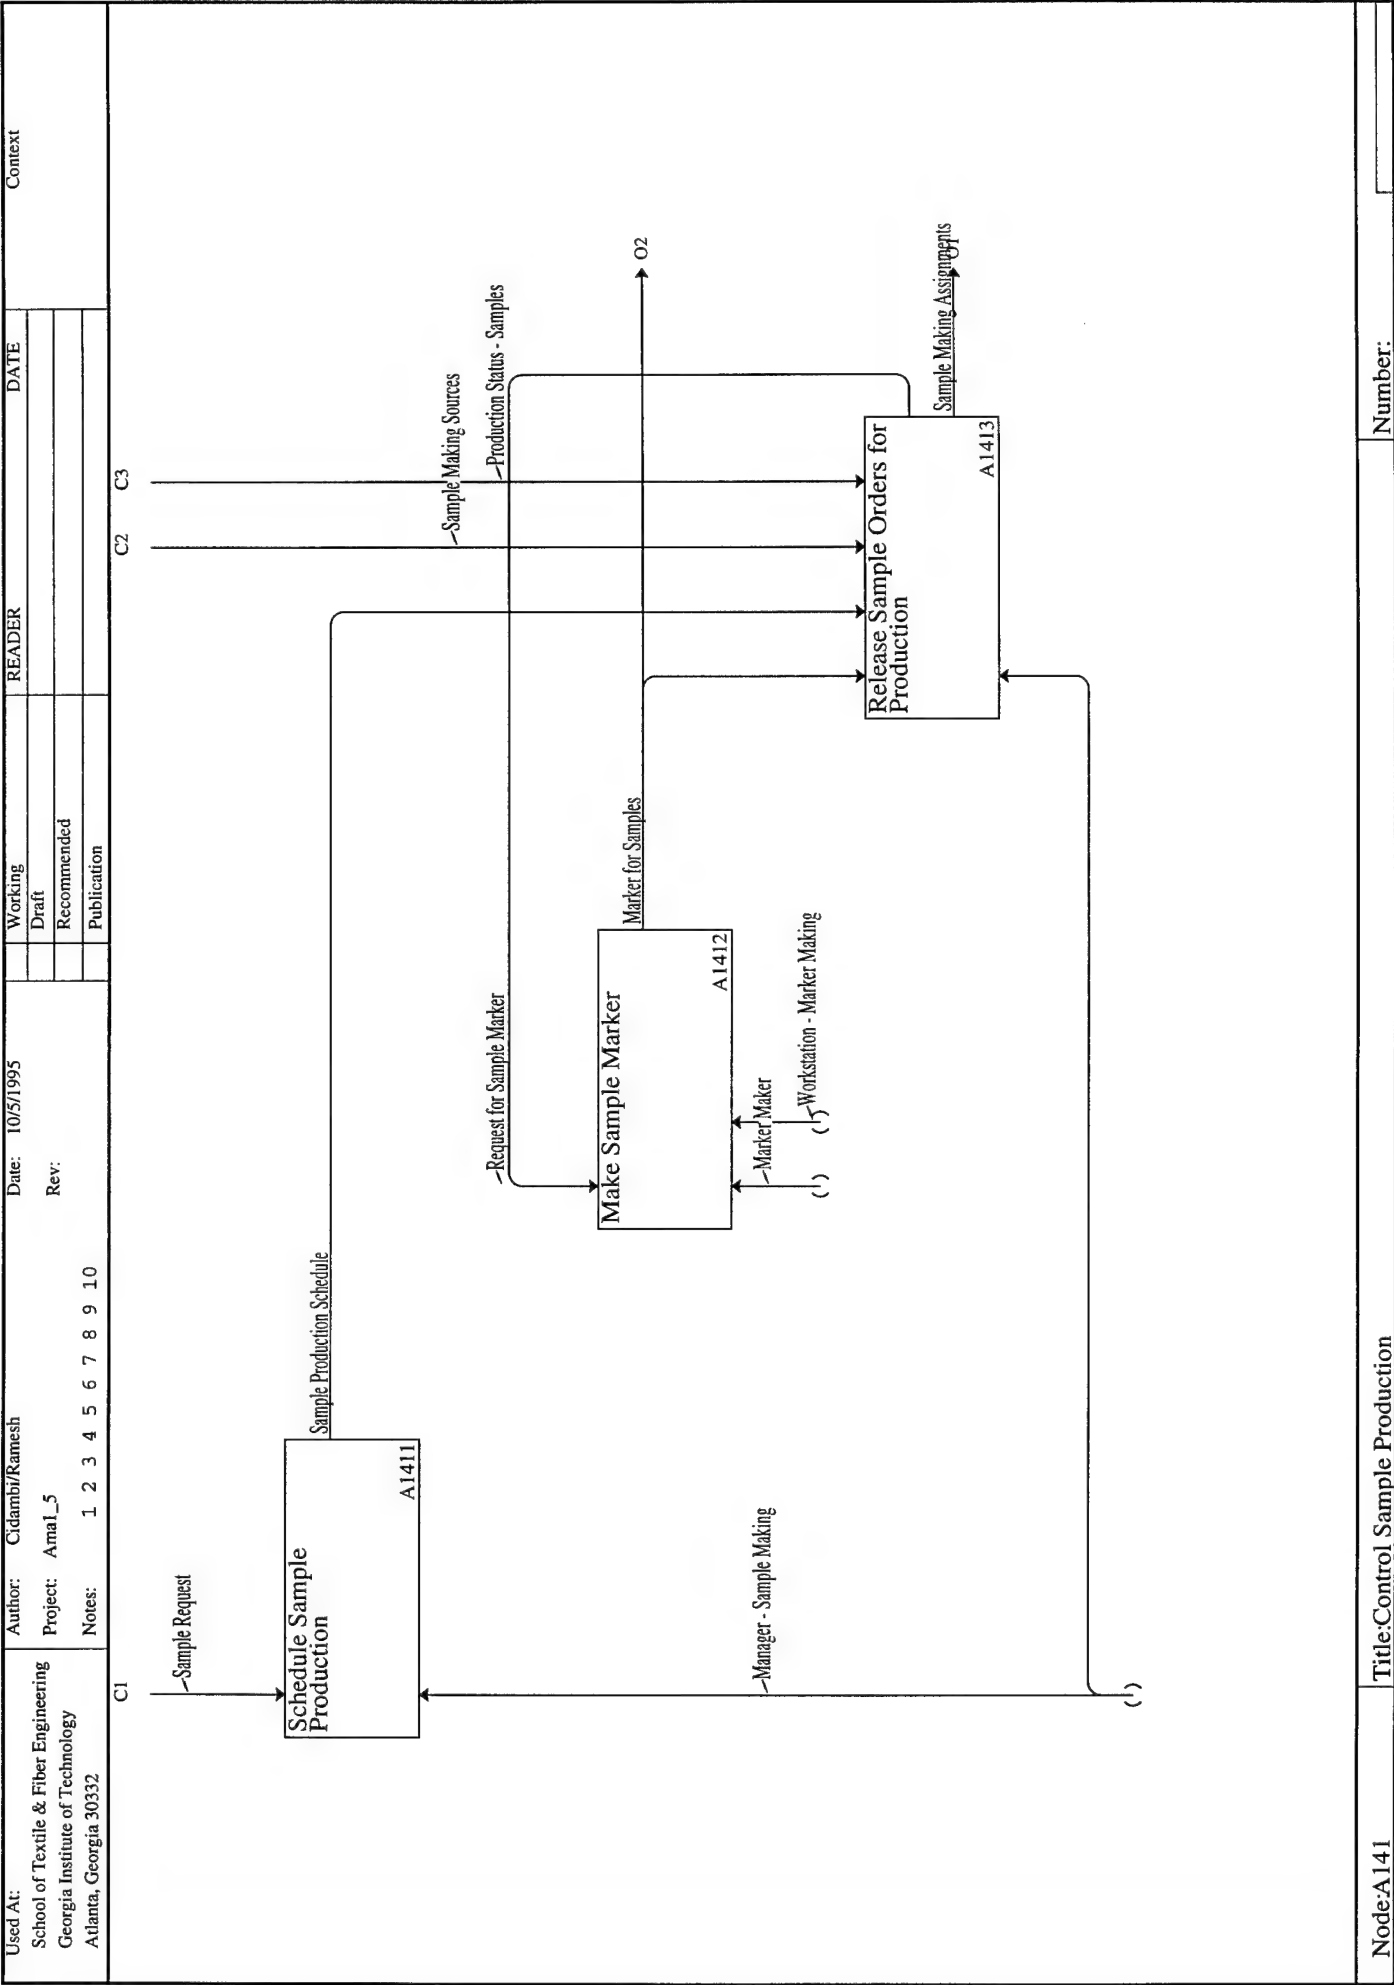 Used At:
School of Textile & Fiber Engineering
Georgia Institute of Technology
Atlanta, Georgia 30332
Author: Cidambi/Ramesh
Project: Ama1_5
Notes: 1 2 3 4 5 6 7 8 9 10
Date: 10/5/1995
Rev:
Working
Draft
Recommended
Publication
READER
DATE
Context
C1
C2
C3
Sample Request
Schedule Sample
Production
A1411
Sample Production Schedule
Sample Making Sources
Production Status - Samples
Request for Sample Marker
Make Sample Marker
A1412
Marker for Samples
O2
Marker Maker
Workstation - Marker Making
Release Sample Orders for
Production
A1413
Sample Making Assignments
O1
Manager - Sample Making
Node:A141
Title:Control Sample Production
Number: